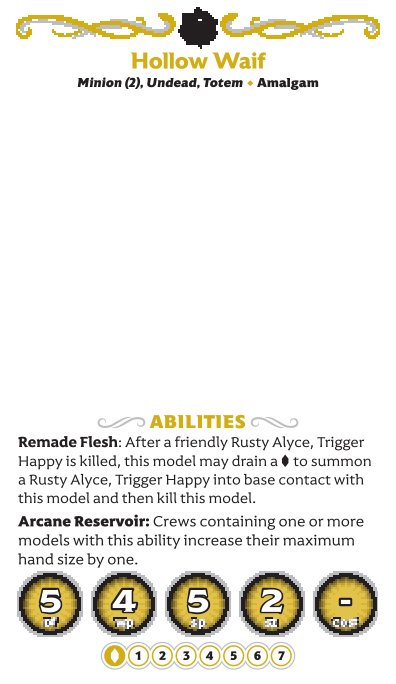 Hollow Waif
Minion (2), Undead, Totem • Amalgam
ABILITIES
Remade Flesh: After a friendly Rusty Alyce, Trigger
Happy is killed, this model may drain a to summon
a Rusty Alyce, Trigger Happy into base contact with
this model and then kill this model.
Arcane Reservoir: Crews containing one or more
models with this ability increase their maximum
hand size by one.
5 4 5 2 -
df wp sp sz cost
1 2 3 4 5 6 7